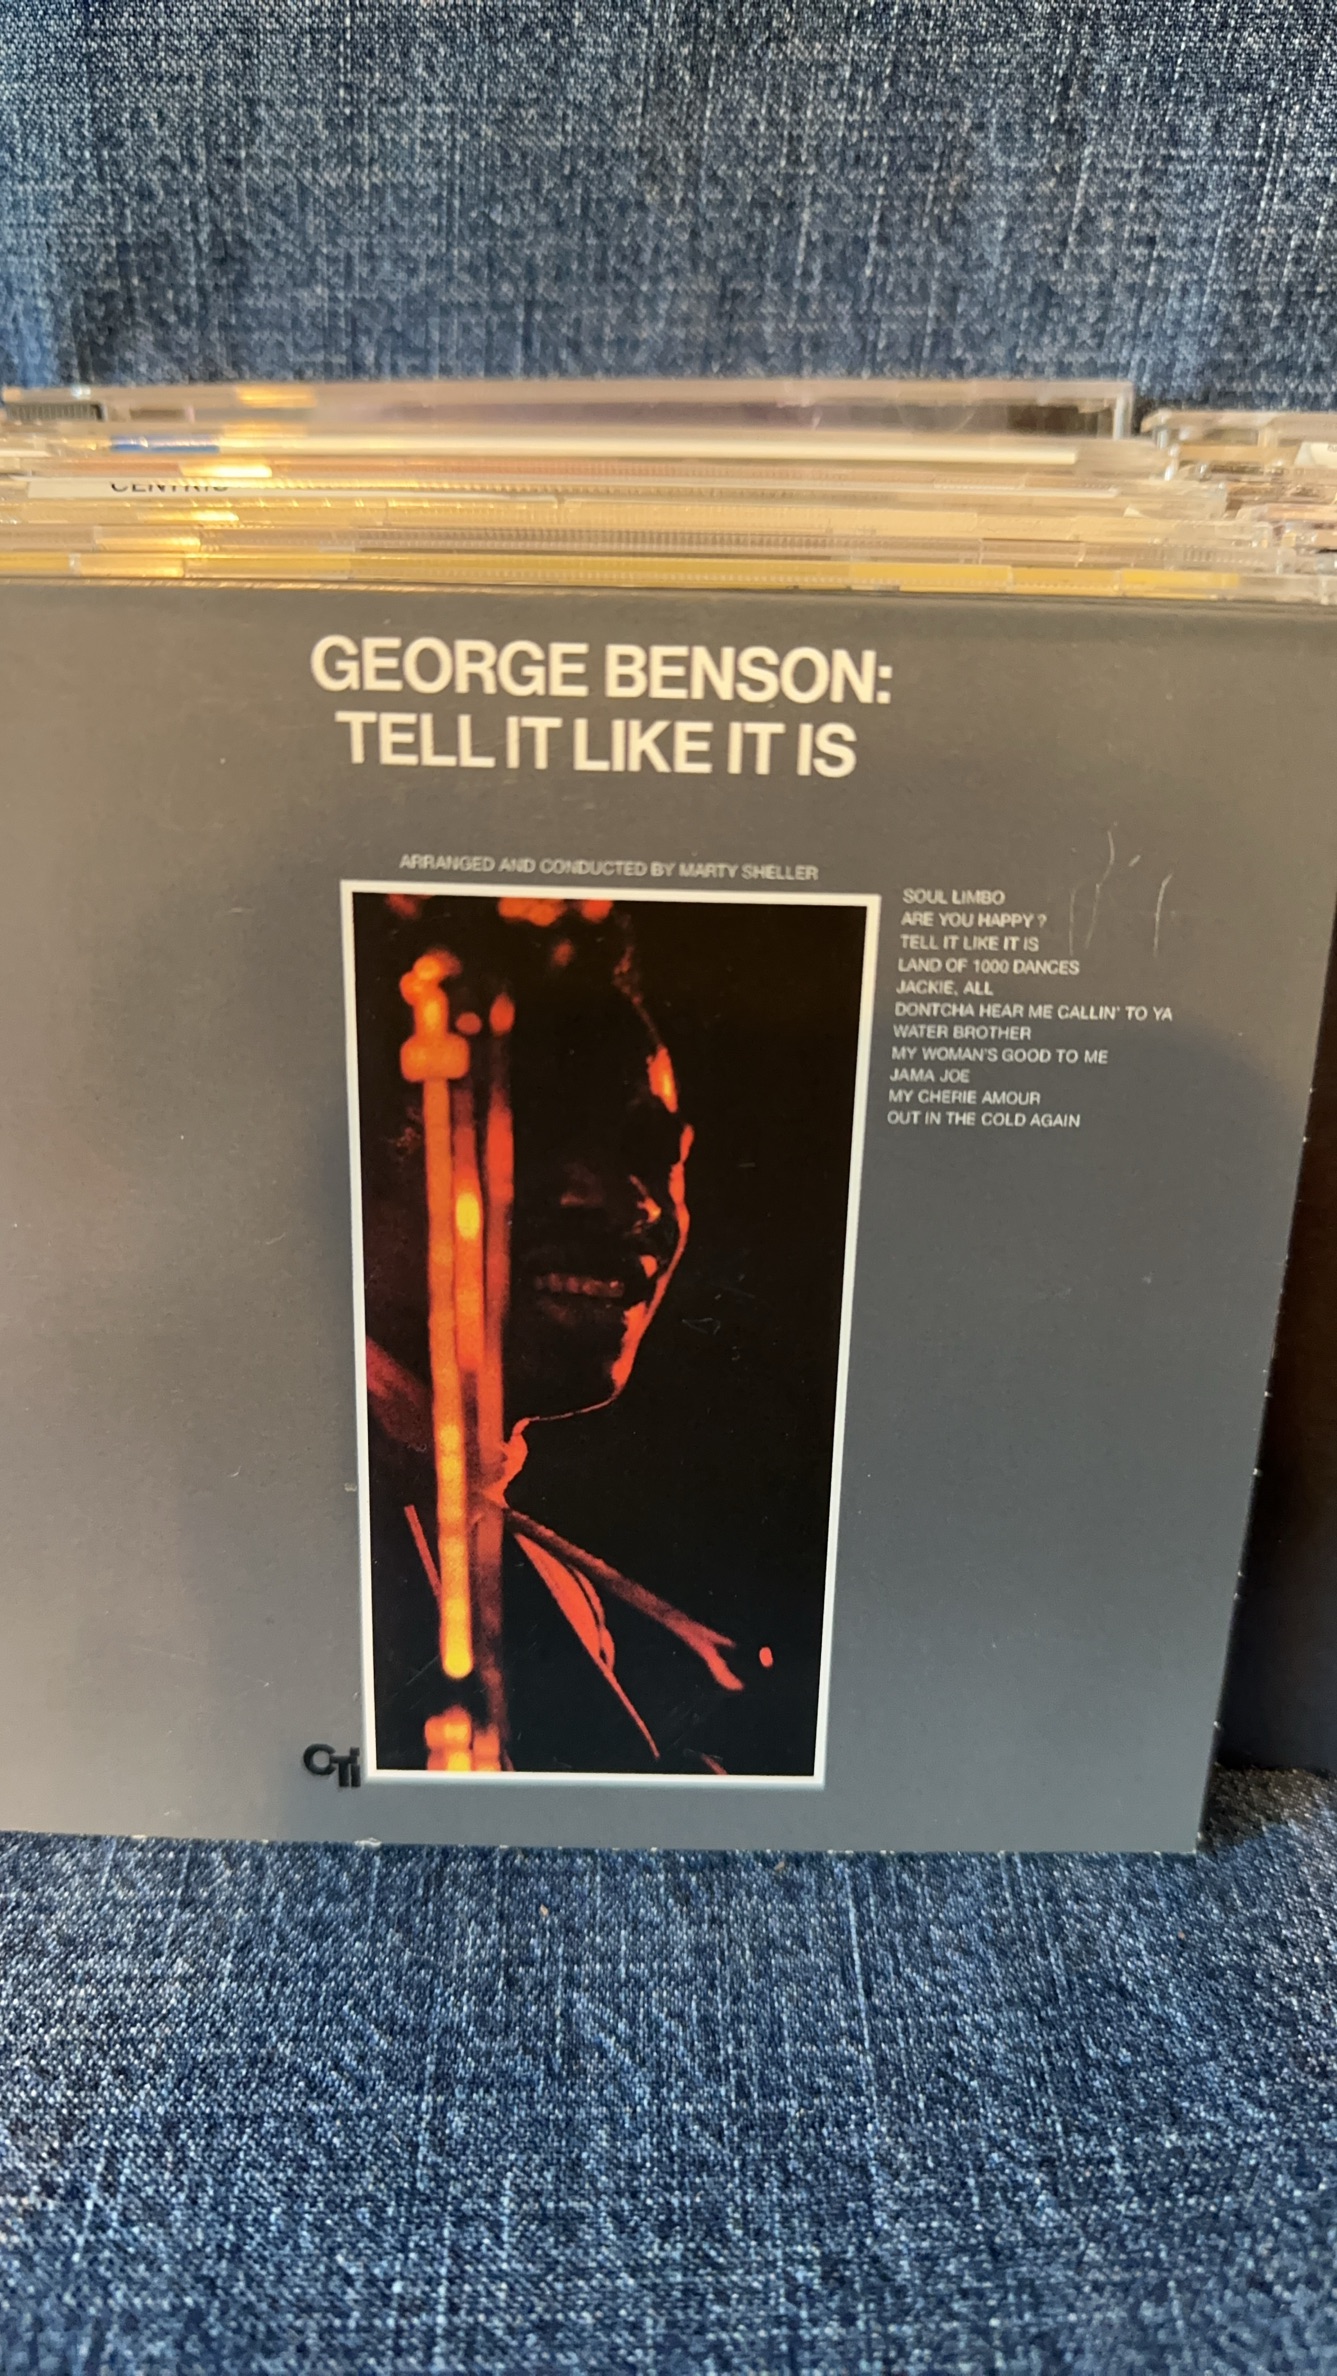 GEORGE BENSON:
TELL IT LIKE IT IS
ARRANGED AND CONDUCTED BY MARTY SHELLER
SOUL LIMBO
ARE YOU HAPPY ?
TELL IT LIKE IT IS
LAND OF 1000 DANCES
JACKIE, ALL
DONTCHA HEAR ME CALLIN' TO YA
WATER BROTHER
MY WOMAN'S GOOD TO ME
JAMA JOE
MY CHERIE AMOUR
OUT IN THE COLD AGAIN
CTi